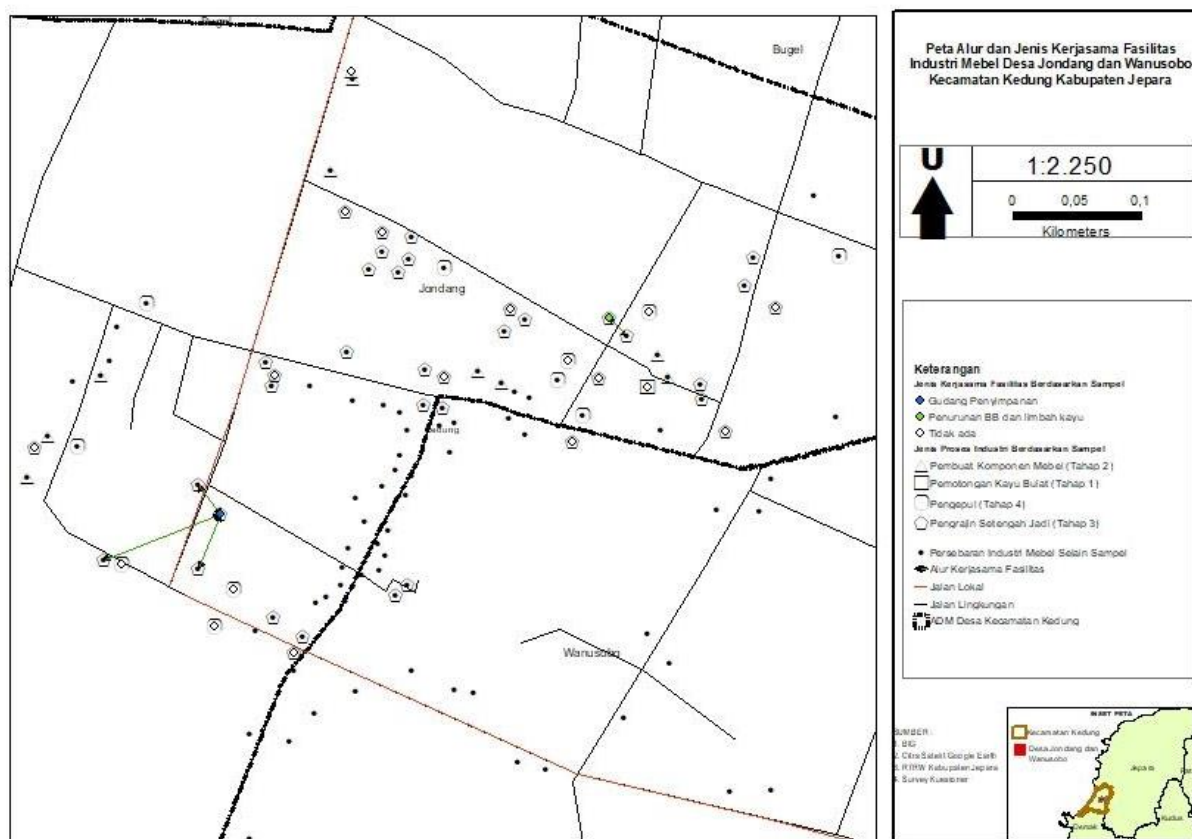 Bugel
Jondang
Wanusobo
Peta Alur dan Jenis Kerjasama Fasilitas
Industri Mebel Desa Jondang dan Wanusobo
Kecamatan Kedung Kabupaten Jepara
U
1:2.250
0 0,05 0,1
Kilometers
Keterangan
Jenis Kerjasama Fasilitas Berdasarkan Sampel
Gudang Penyimpanan
Penurunan BB dan limbah kayu
Tidak ada
Jenis Proses Industri Berdasarkan Sampel
Pembuat Komponen Mebel (Tahap 2)
Pemotongan Kayu Bulat (Tahap 1)
Pengepul (Tahap 4)
Pengrajin Setengah Jadi (Tahap 3)
Persebaran Industri Mebel Selain Sampel
Alur Kerjasama Fasilitas
Jalan Lokal
Jalan Lingkungan
ADM Desa Kecamatan Kedung
SUMBER :
1. BIG
2. Citra Satelit Google Earth
3. RTRW Kabupaten Jepara
4. Survey Kuesioner
INSET PETA
Kecamatan Kedung
Desa Jondang dan
Wanusobo
Jepara
Kudus
Demak